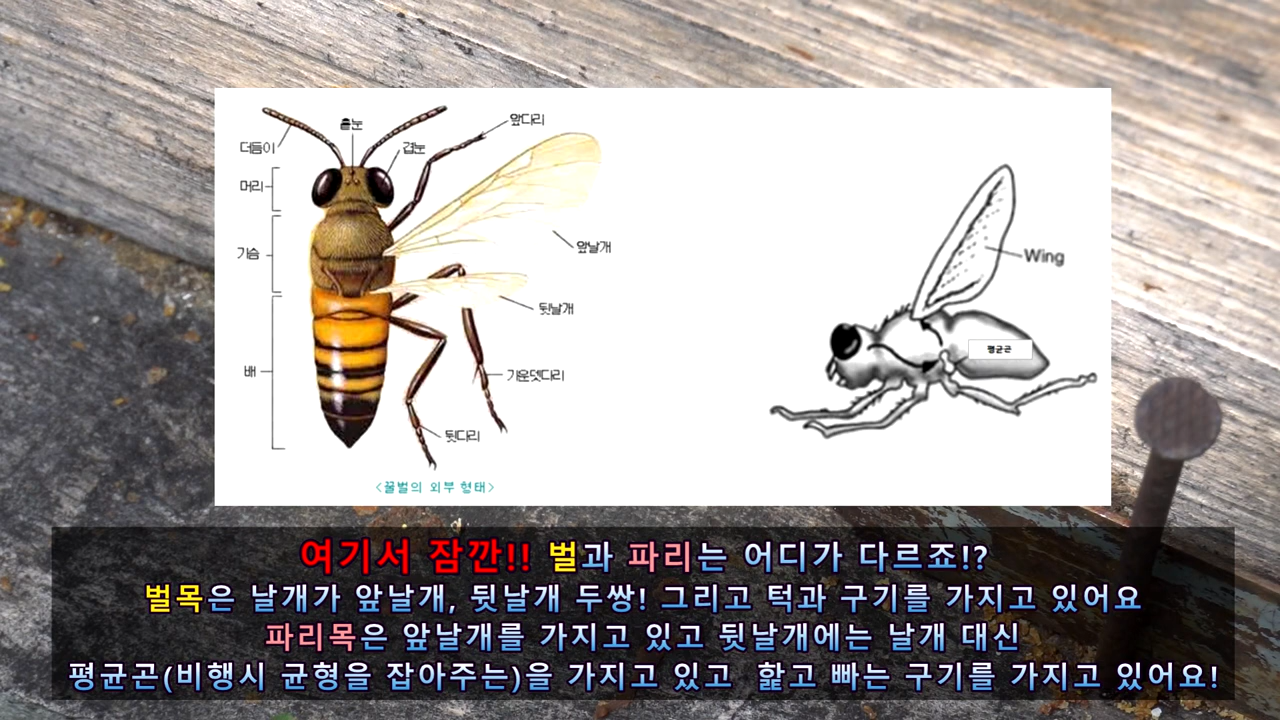 홑눈
앞다리
더듬이
겹눈
머리
가슴
앞날개
뒷날개
배
가운뎃다리
뒷다리
<꿀벌의 외부 형태>
Wing
평균곤
여기서 잠깐!! 벌과 파리는 어디가 다르죠!?
벌목은 날개가 앞날개, 뒷날개 두쌍! 그리고 턱과 구기를 가지고 있어요
파리목은 앞날개를 가지고 있고 뒷날개에는 날개 대신
평균곤(비행시 균형을 잡아주는)을 가지고 있고 핥고 빠는 구기를 가지고 있어요!